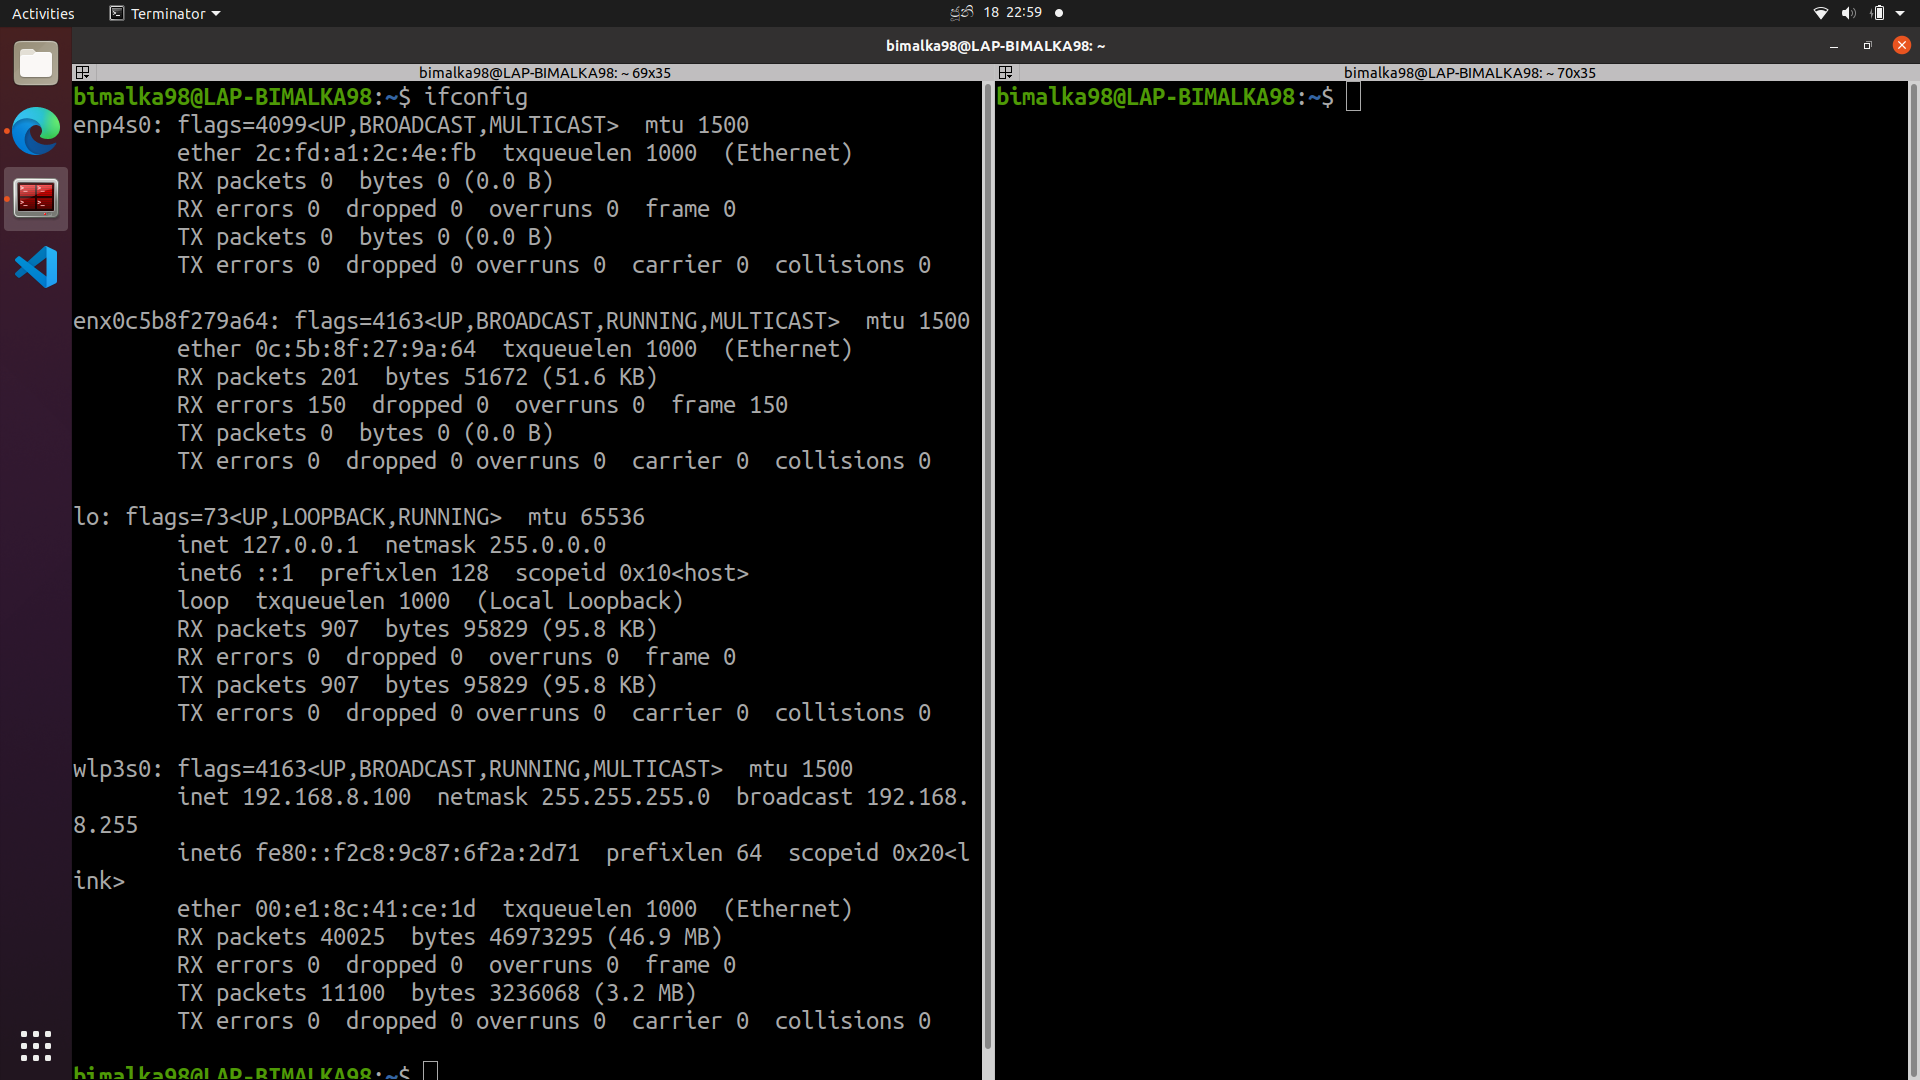 Activities
Terminator
ජූනි 18 22:59
bimalka98@LAP-BIMALKA98: ~
bimalka98@LAP-BIMALKA98: ~ 69x35
bimalka98@LAP-BIMALKA98:~$ ifconfig
enp4s0: flags=4099<UP,BROADCAST,MULTICAST>  mtu 1500
        ether 2c:fd:a1:2c:4e:fb  txqueuelen 1000  (Ethernet)
        RX packets 0  bytes 0 (0.0 B)
        RX errors 0  dropped 0  overruns 0  frame 0
        TX packets 0  bytes 0 (0.0 B)
        TX errors 0  dropped 0 overruns 0  carrier 0  collisions 0
enx0c5b8f279a64: flags=4163<UP,BROADCAST,RUNNING,MULTICAST>  mtu 1500
        ether 0c:5b:8f:27:9a:64  txqueuelen 1000  (Ethernet)
        RX packets 201  bytes 51672 (51.6 KB)
        RX errors 150  dropped 0  overruns 0  frame 150
        TX packets 0  bytes 0 (0.0 B)
        TX errors 0  dropped 0 overruns 0  carrier 0  collisions 0
lo: flags=73<UP,LOOPBACK,RUNNING>  mtu 65536
        inet 127.0.0.1  netmask 255.0.0.0
        inet6 ::1  prefixlen 128  scopeid 0x10<host>
        loop  txqueuelen 1000  (Local Loopback)
        RX packets 907  bytes 95829 (95.8 KB)
        RX errors 0  dropped 0  overruns 0  frame 0
        TX packets 907  bytes 95829 (95.8 KB)
        TX errors 0  dropped 0 overruns 0  carrier 0  collisions 0
wlp3s0: flags=4163<UP,BROADCAST,RUNNING,MULTICAST>  mtu 1500
        inet 192.168.8.100  netmask 255.255.255.0  broadcast 192.168.
8.255
        inet6 fe80::f2c8:9c87:6f2a:2d71  prefixlen 64  scopeid 0x20<l
ink>
        ether 00:e1:8c:41:ce:1d  txqueuelen 1000  (Ethernet)
        RX packets 40025  bytes 46973295 (46.9 MB)
        RX errors 0  dropped 0  overruns 0  frame 0
        TX packets 11100  bytes 3236068 (3.2 MB)
        TX errors 0  dropped 0 overruns 0  carrier 0  collisions 0
bimalka98@LAP-BIMALKA98:~$
bimalka98@LAP-BIMALKA98: ~ 70x35
bimalka98@LAP-BIMALKA98:~$